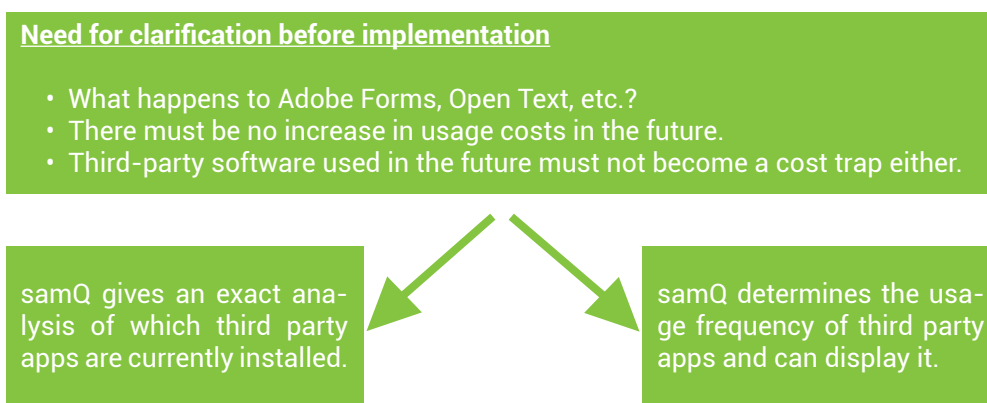 Need for clarification before implementation
• What happens to Adobe Forms, Open Text, etc.?
• There must be no increase in usage costs in the future.
• Third-party software used in the future must not become a cost trap either.
samQ gives an exact ana-
lysis of which third party
apps are currently installed.
samQ determines the usa-
ge frequency of third party
apps and can display it.